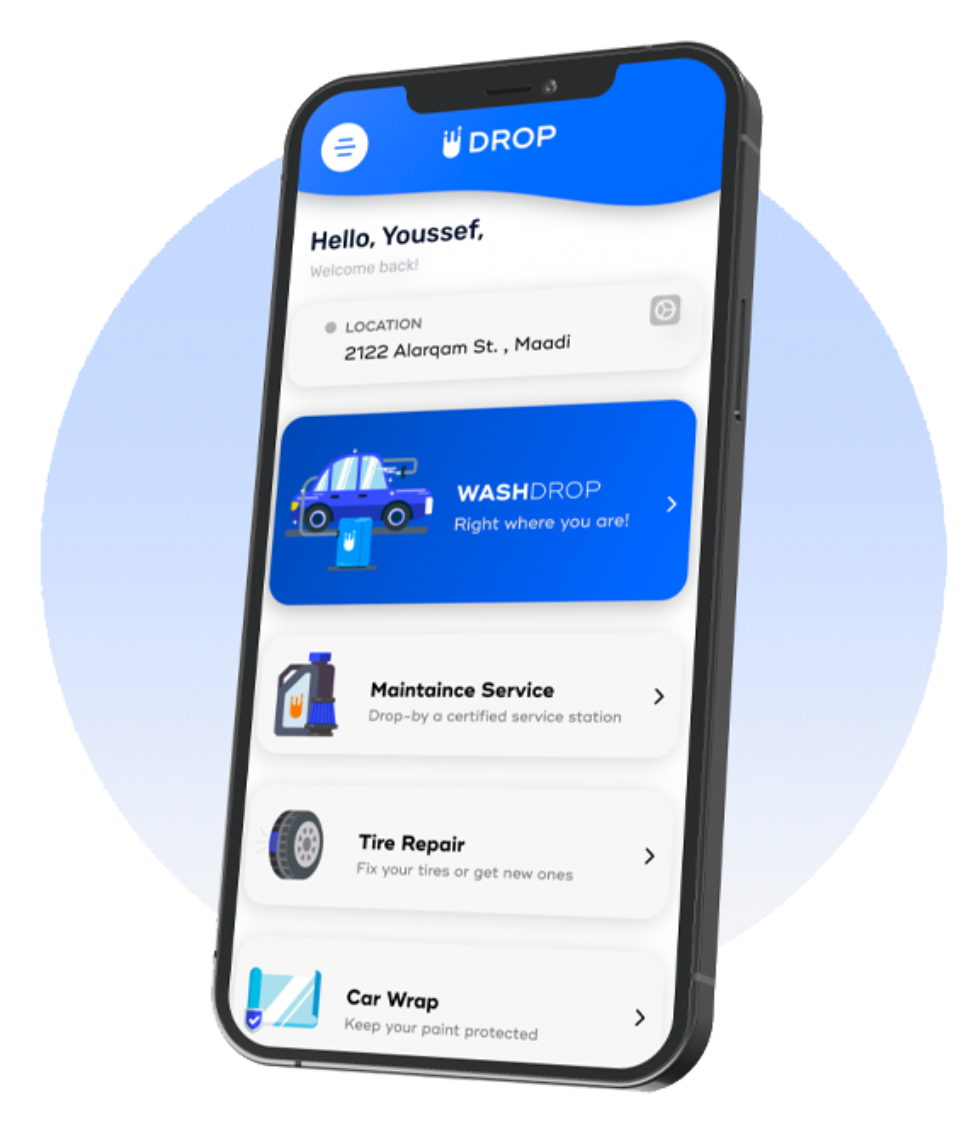 DROP
Hello, Youssef,
Welcome back!
LOCATION
2122 Alarqam St. , Maadi
WASHDROP
Right where you are!
Maintaince Service
Drop-by a certified service station
Tire Repair
Fix your tires or get new ones
Car Wrap
Keep your paint protected